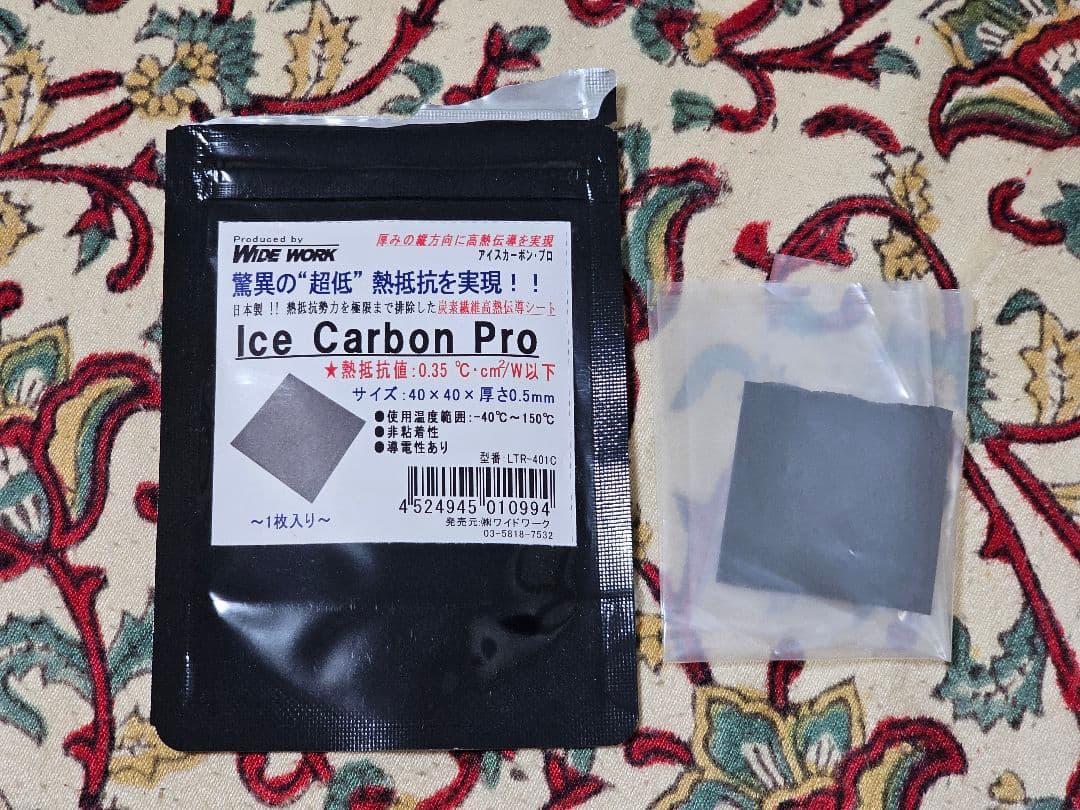 Produced by
WIDE WORK
厚みの縦方向に高熱伝導を実現
アイスカーボン・プロ
驚異の“超低” 熱抵抗を実現！！
日本製！！ 熱抵抗勢力を極限まで排除した炭素繊維高熱伝導シート
Ice Carbon Pro
★熱抵抗値：0.35 ℃・cm²/W以下
サイズ：40×40×厚さ0.5mm
●使用温度範囲：-40℃～150℃
●非粘着性
●導電性あり
型番：LTR-401C
4 524945 010994
～1枚入り～
発売元：㈱ワイドワーク
03-5818-7532